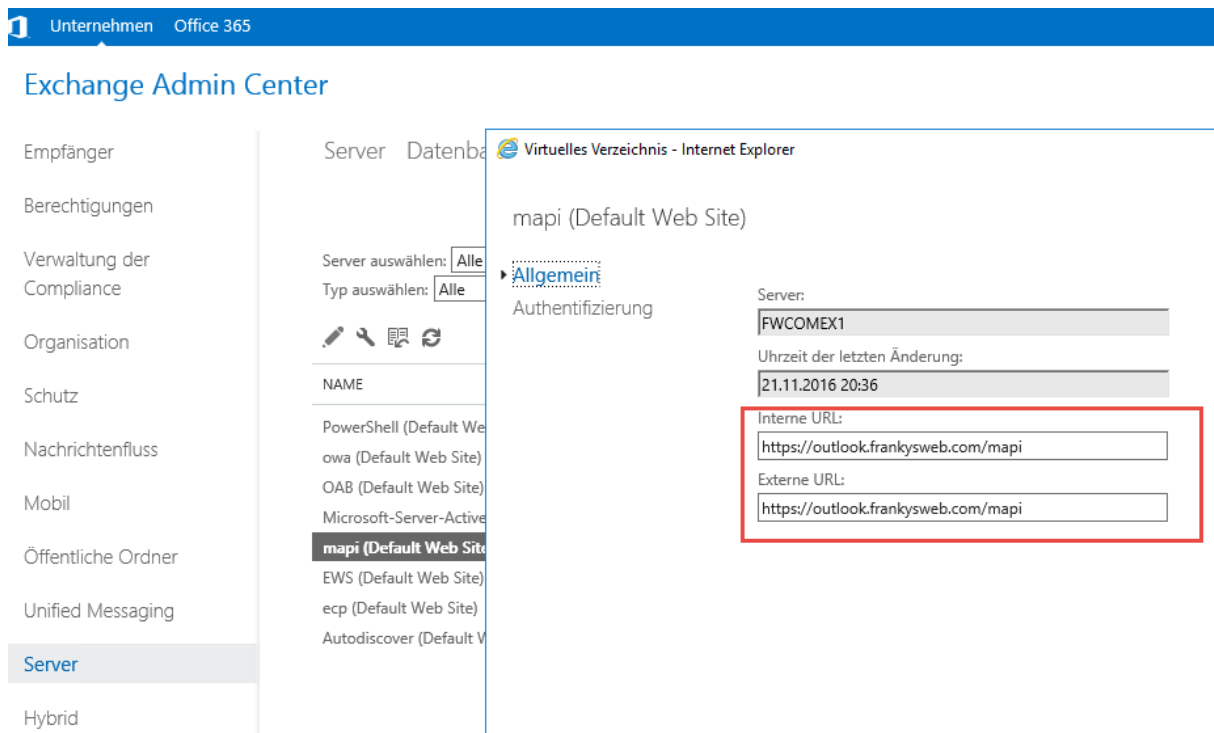 Unternehmen Office 365
Exchange Admin Center
Empfänger
Berechtigungen
Verwaltung der
Compliance
Organisation
Schutz
Nachrichtenfluss
Mobil
Öffentliche Ordner
Unified Messaging
Server
Hybrid
Server Datenba
Server auswählen: Alle
Typ auswählen: Alle
NAME
PowerShell (Default We
owa (Default Web Site)
OAB (Default Web Site)
Microsoft-Server-Active
mapi (Default Web Site
EWS (Default Web Site)
ecp (Default Web Site)
Autodiscover (Default W
Virtuelles Verzeichnis - Internet Explorer
mapi (Default Web Site)
Allgemein
Authentifizierung
Server:
FWCOMEX1
Uhrzeit der letzten Änderung:
21.11.2016 20:36
Interne URL:
https://outlook.frankysweb.com/mapi
Externe URL:
https://outlook.frankysweb.com/mapi